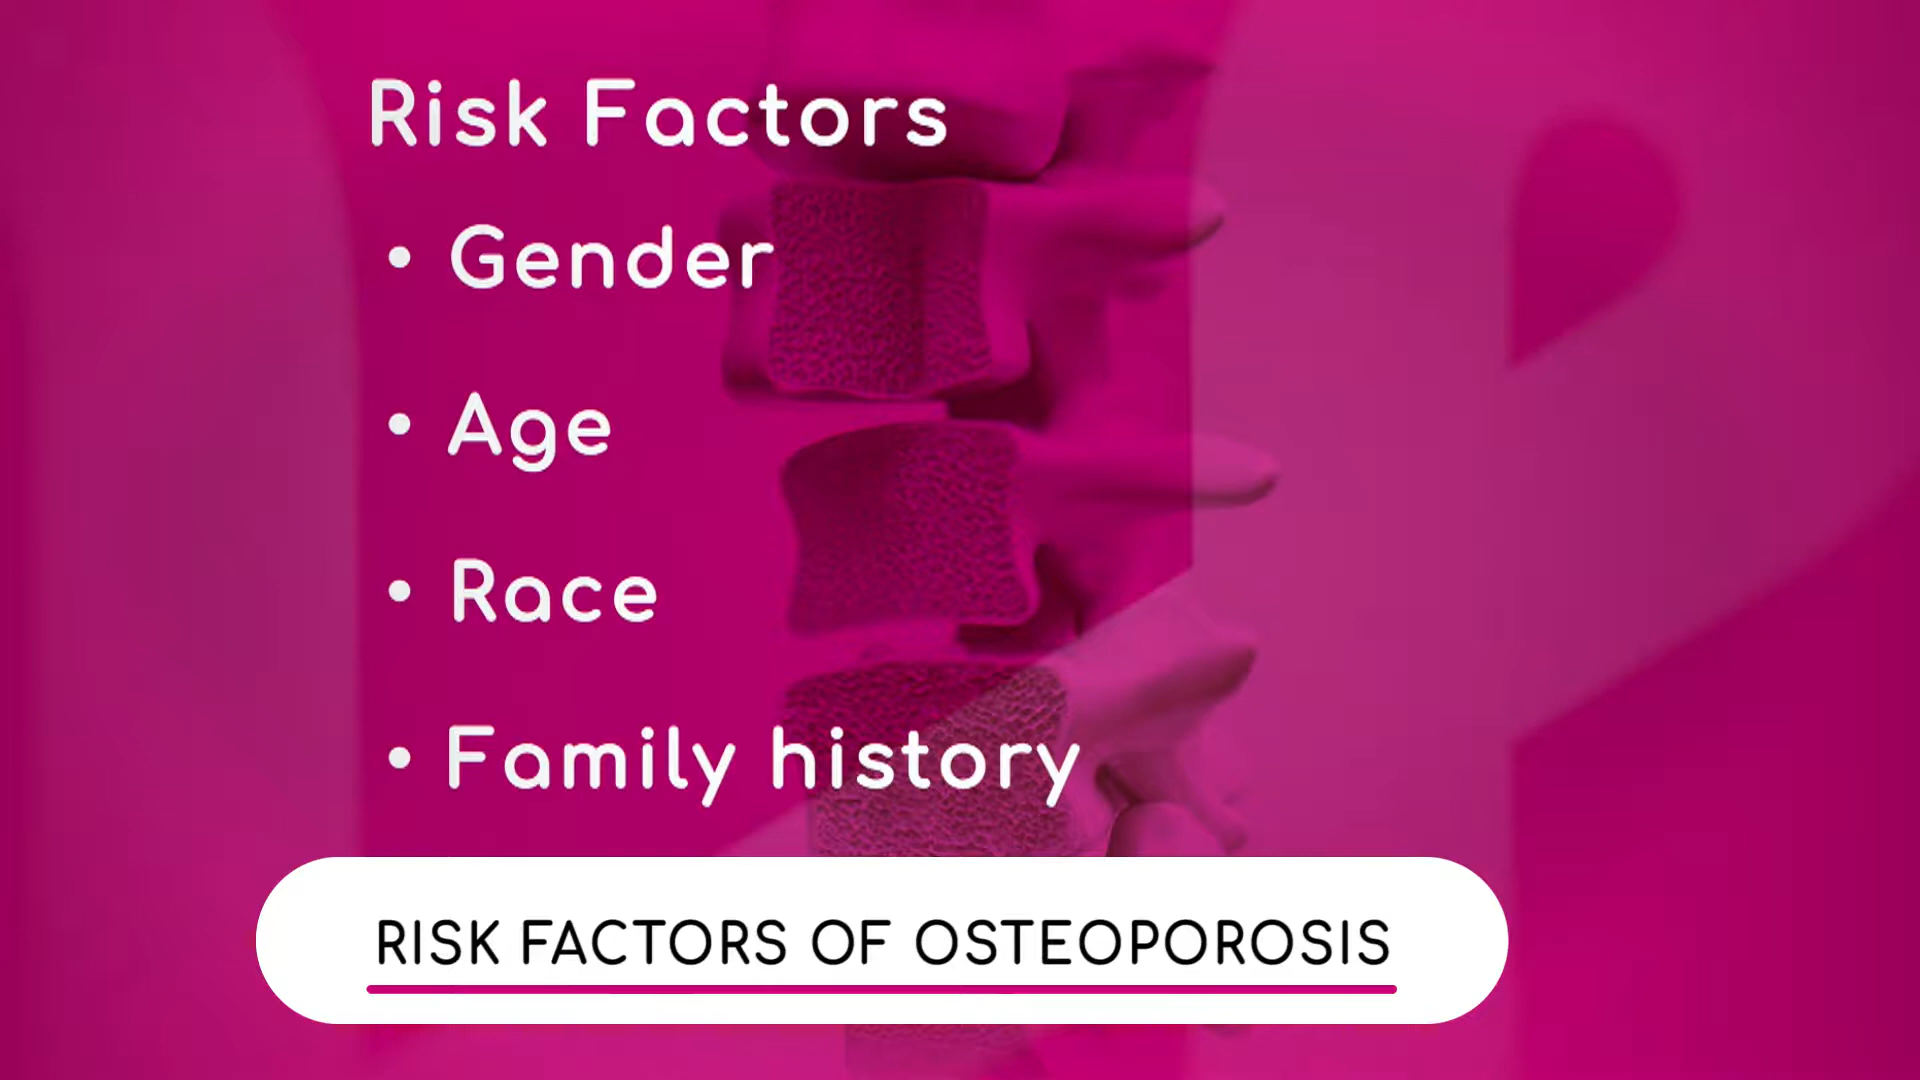 Risk Factors
• Gender
• Age
• Race
• Family history
RISK FACTORS OF OSTEOPOROSIS